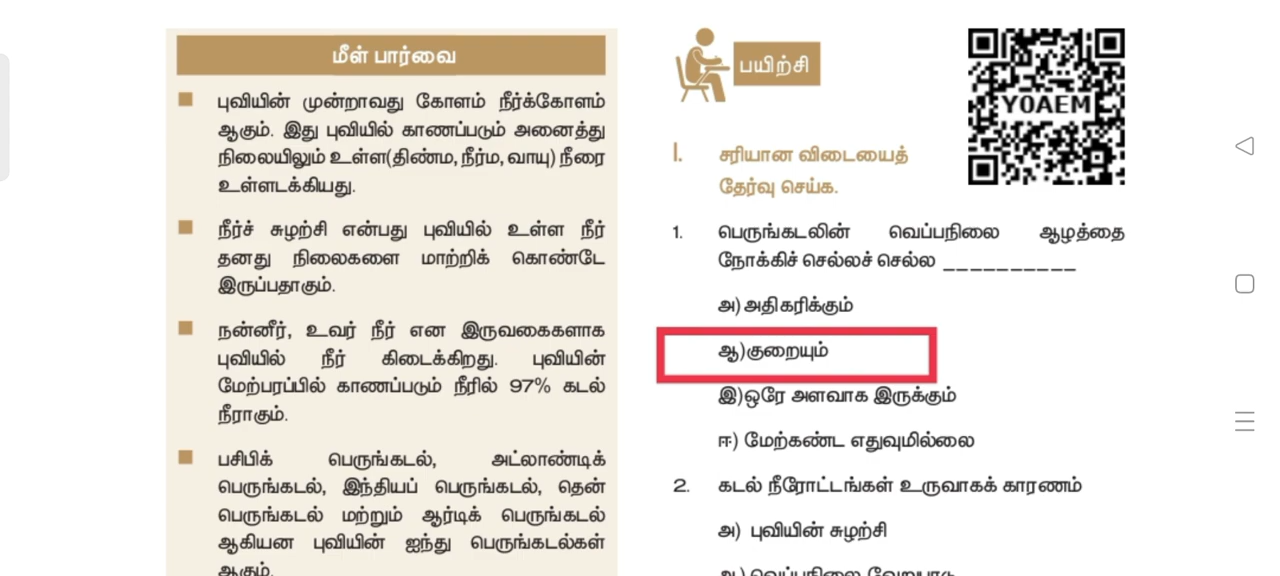 மீள் பார்வை
புவியின் முன்றாவது கோளம் நீர்க்கோளம்
ஆகும். இது புவியில் காணப்படும் அனைத்து
நிலையிலும் உள்ள(திண்ம, நீர்ம, வாயு) நீரை
உள்ளடக்கியது.
நீர்ச் சுழற்சி என்பது புவியில் உள்ள நீர்
தனது நிலைகளை மாற்றிக் கொண்டே
இருப்பதாகும்.
நன்னீர், உவர் நீர் என இருவகைகளாக
புவியில் நீர் கிடைக்கிறது. புவியின்
மேற்பரப்பில் காணப்படும் நீரில் 97% கடல்
நீராகும்.
பசிபிக் பெருங்கடல், அட்லாண்டிக்
பெருங்கடல், இந்தியப் பெருங்கடல், தென்
பெருங்கடல் மற்றும் ஆர்டிக் பெருங்கடல்
ஆகியன புவியின் ஐந்து பெருங்கடல்கள்
ஆகும்.
பயிற்சி
YOAEM
I. சரியான விடையைத்
தேர்வு செய்க.
1. பெருங்கடலின் வெப்பநிலை ஆழத்தை
நோக்கிச் செல்லச் செல்ல __________
அ) அதிகரிக்கும்
ஆ)குறையும்
இ)ஒரே அளவாக இருக்கும்
ஈ) மேற்கண்ட எதுவுமில்லை
2. கடல் நீரோட்டங்கள் உருவாகக் காரணம்
அ) புவியின் சுழற்சி
ஆ) வெப்பநிலை வேறுபாடு